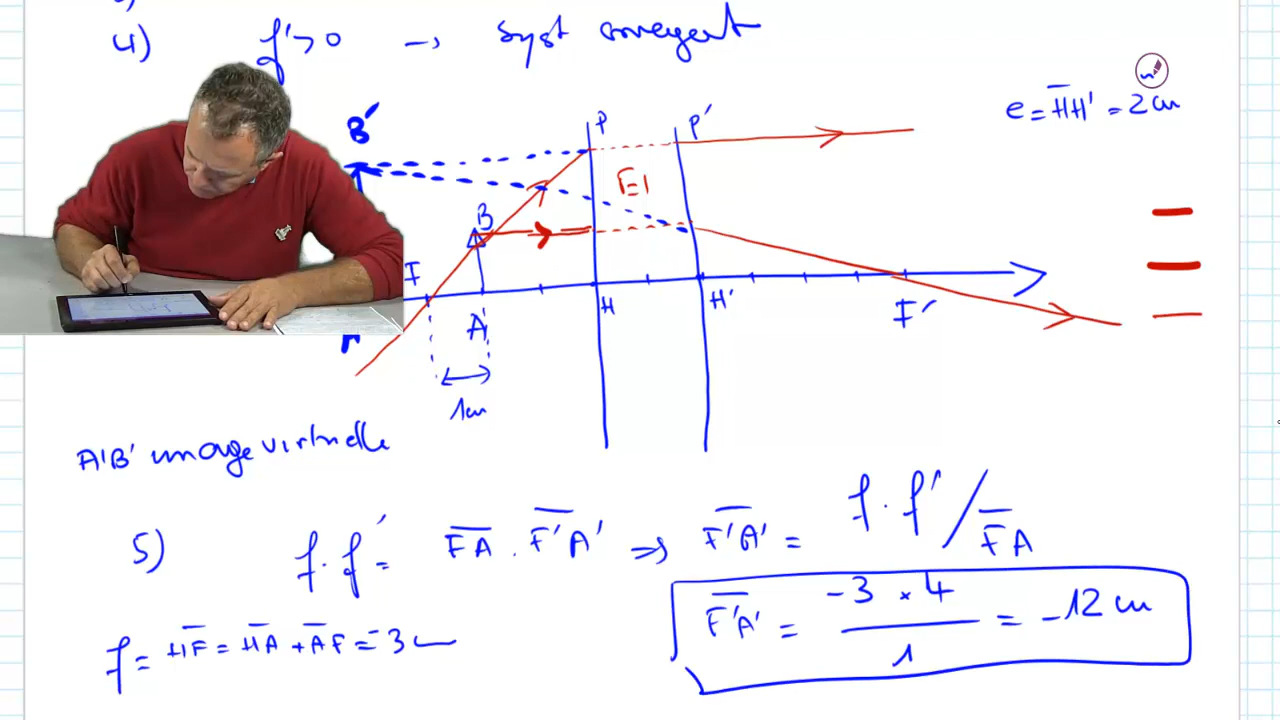 4) f' > 0 → syst convergent
e = HH' = 2 cm
B'
P P'
E1
B
F
A H H' F'
1cm
A'B' image virtuelle
5) f . f' = FA . F'A' ⇒ F'A' = f . f' / FA
F'A' = -3 × 4 / 1 = -12 cm
f = HF = HA + AF = -3 cm